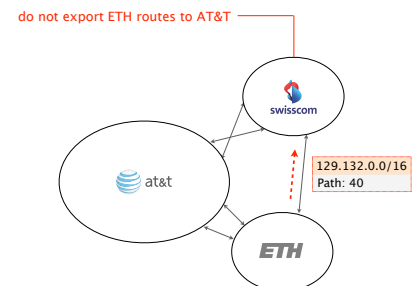 do not export ETH routes to AT&T
swisscom
at&t
129.132.0.0/16
Path: 40
ETH